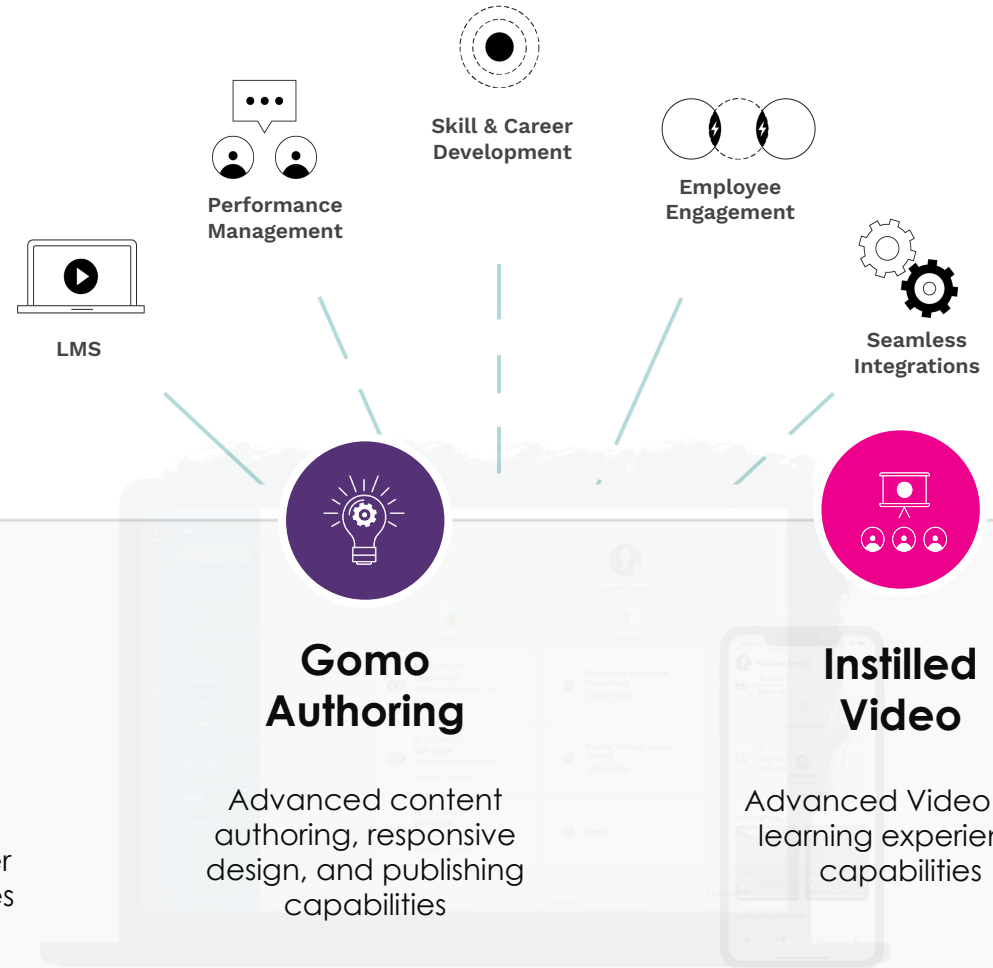 Skill & Career
Development
Performance
Management
Employee
Engagement
LMS
Seamless
Integrations
Gomo
Authoring
Instilled
Video
Advanced content
authoring, responsive
design, and publishing
capabilities
Advanced Video
learning
capabilities